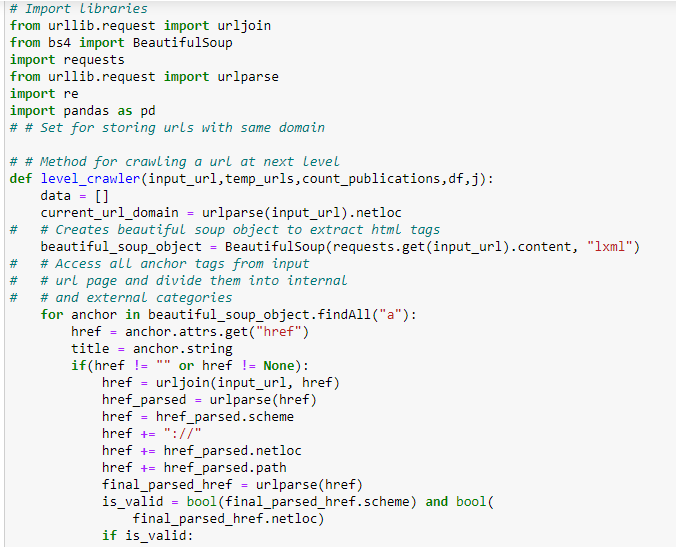 # Import libraries
from urllib.request import urljoin
from bs4 import BeautifulSoup
import requests
from urllib.request import urlparse
import re
import pandas as pd
# # Set for storing urls with same domain

# # Method for crawling a url at next level
def level_crawler(input_url,temp_urls,count_publications,df,j):
    data = []
    current_url_domain = urlparse(input_url).netloc
#   # Creates beautiful soup object to extract html tags
    beautiful_soup_object = BeautifulSoup(requests.get(input_url).content, "lxml")
#   # Access all anchor tags from input
#   # url page and divide them into internal
#   # and external categories
    for anchor in beautiful_soup_object.findAll("a"):
        href = anchor.attrs.get("href")
        title = anchor.string
        if(href != "" or href != None):
            href = urljoin(input_url, href)
            href_parsed = urlparse(href)
            href = href_parsed.scheme
            href += "://"
            href += href_parsed.netloc
            href += href_parsed.path
            final_parsed_href = urlparse(href)
            is_valid = bool(final_parsed_href.scheme) and bool(
                final_parsed_href.netloc)
            if is_valid: